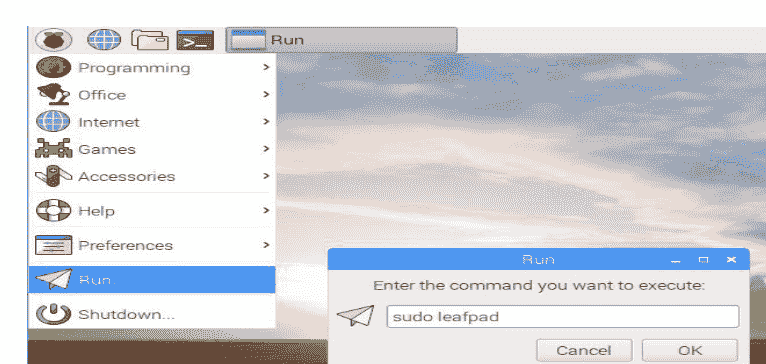 Run
Programming
Office
Internet
Games
Accessories
Help
Preferences
Run
Shutdown...
Run
Enter the command you want to execute:
sudo leafpad
Cancel OK